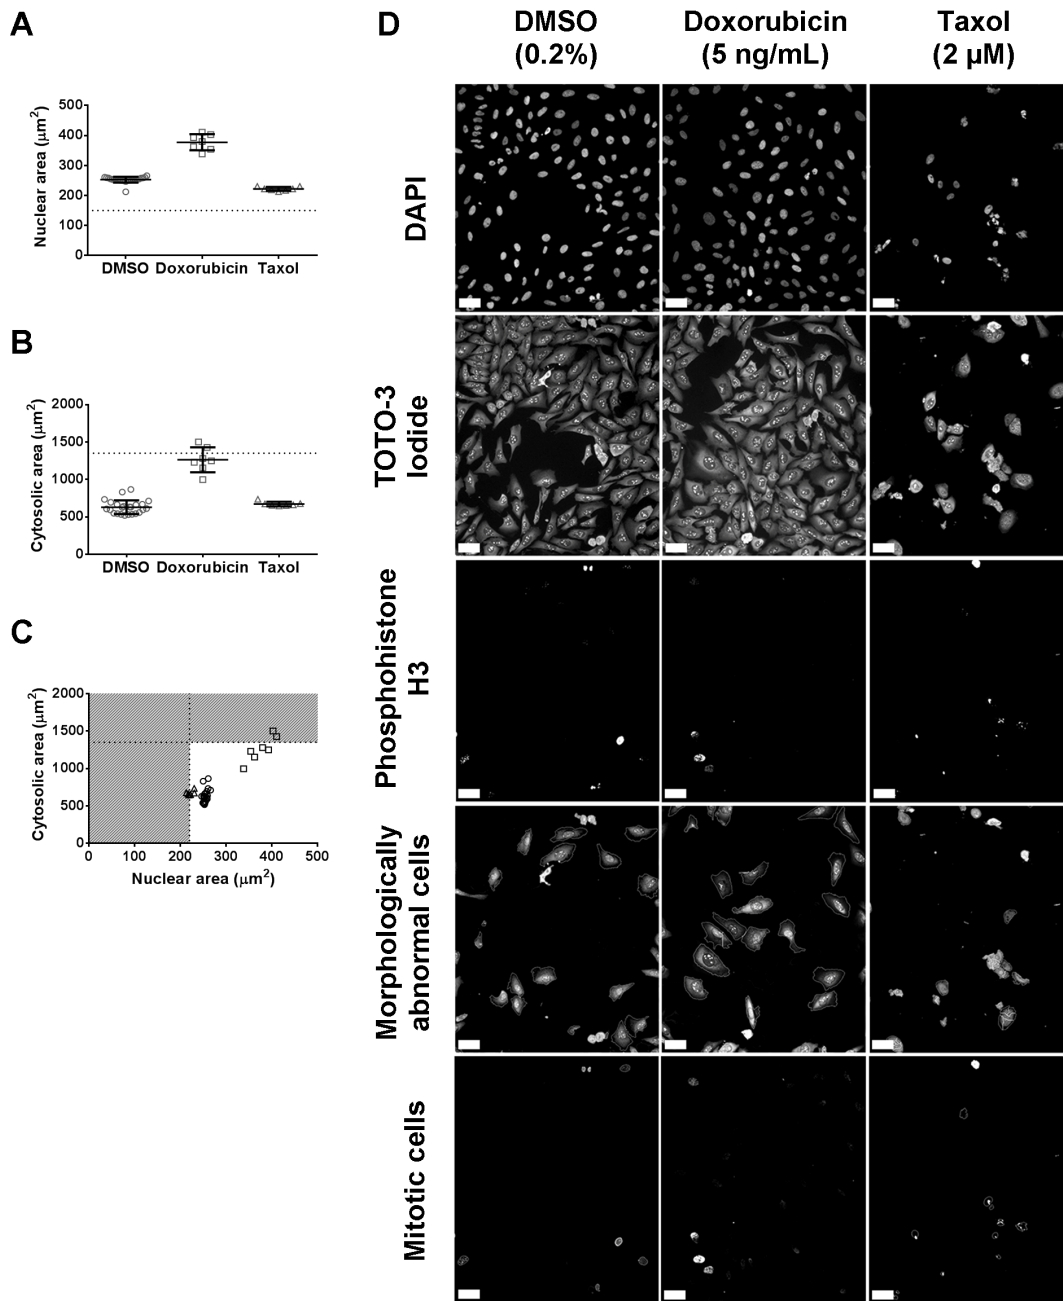 A
Nuclear area (μm2)
500
400
300
200
100
0
DMSO Doxorubicin Taxol
B
Cytosolic area (μm2)
2000
1500
1000
500
0
DMSO Doxorubicin Taxol
C
Cytosolic area (μm2)
2000
1500
1000
500
0
0 100 200 300 400 500
Nuclear area (μm2)
D
DMSO
(0.2%)
Doxorubicin
(5 ng/mL)
Taxol
(2 μM)
DAPI
TOTO-3
Iodide
Phosphohistone
H3
Morphologically
abnormal cells
Mitotic cells